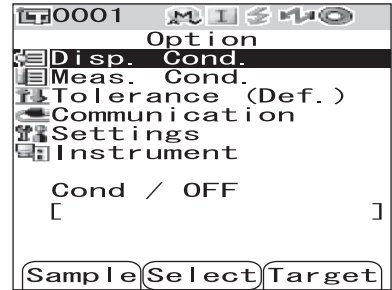 0001 M I
Option
Disp. Cond.
Meas. Cond.
Tolerance (Def.)
Communication
Settings
Instrument
Cond / OFF
[ ]
Sample Select Target